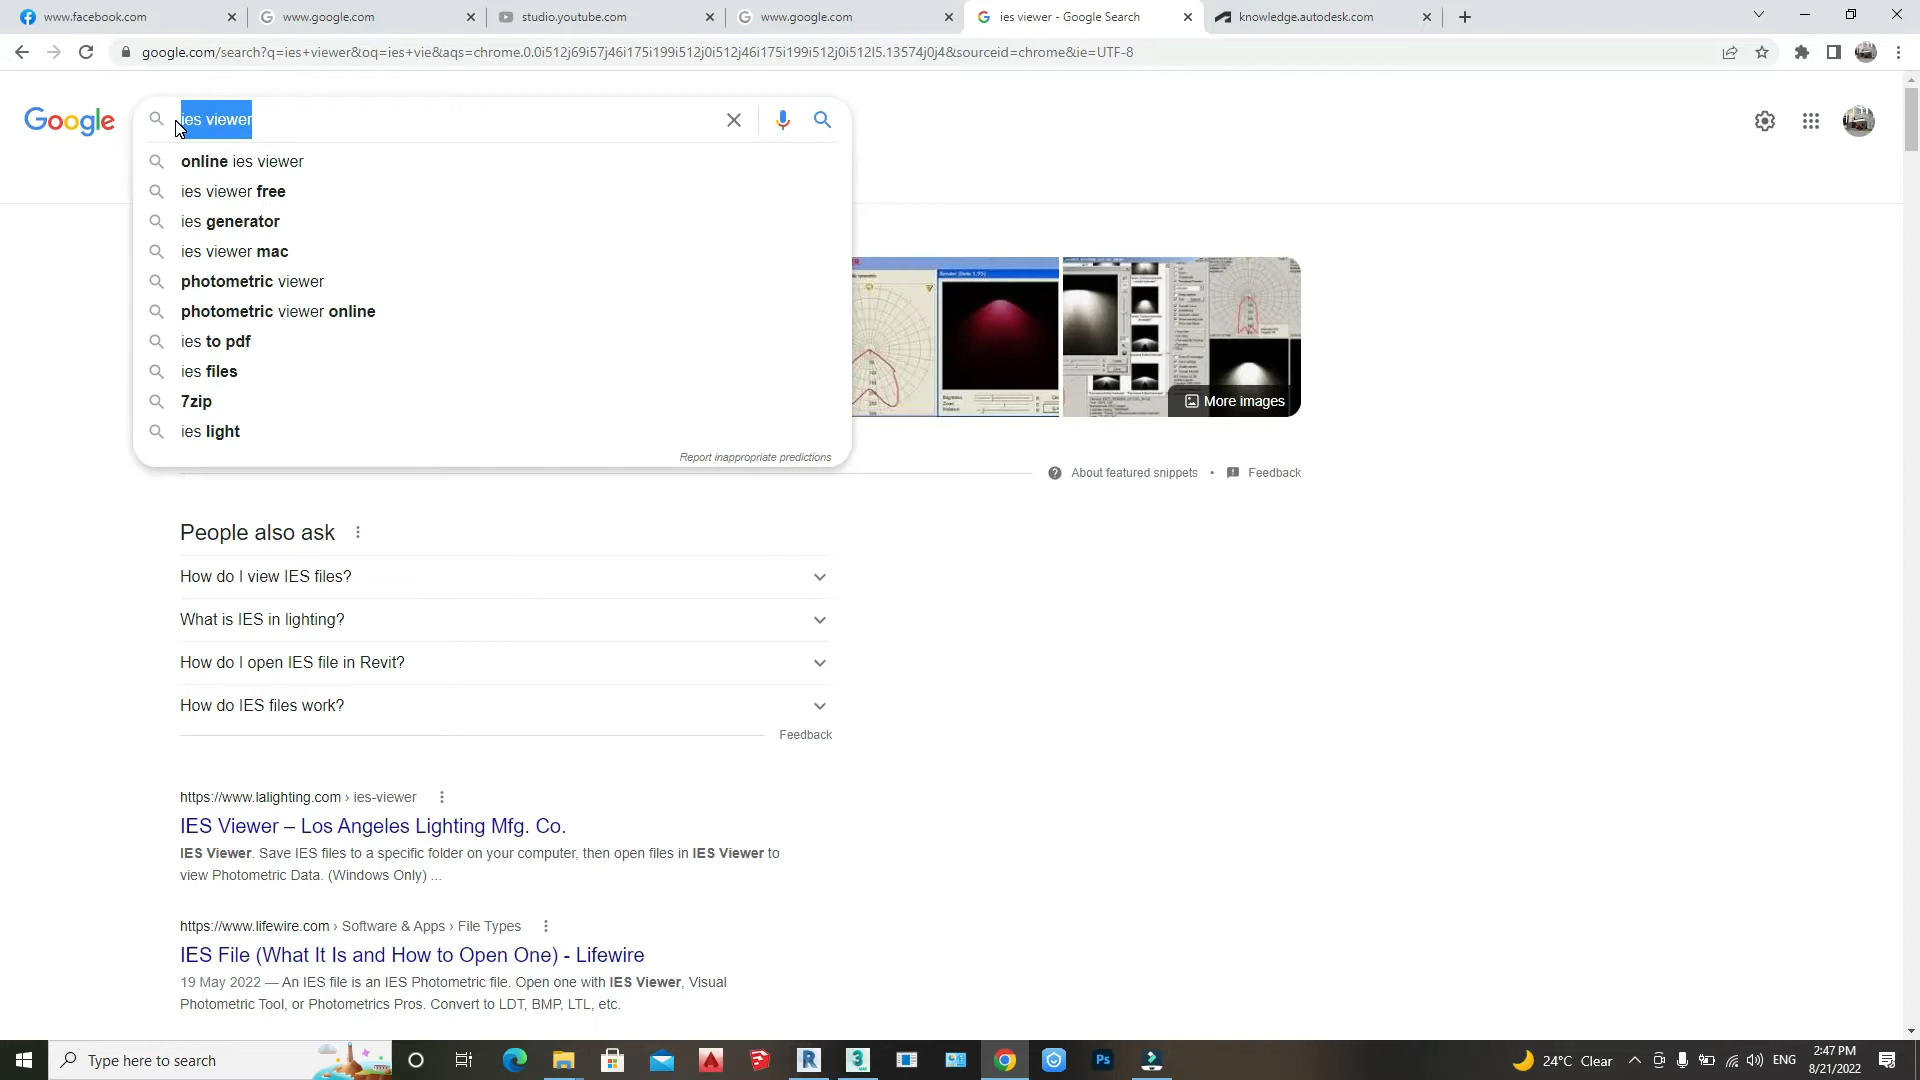 www.facebook.com
www.google.com
studio.youtube.com
www.google.com
ies viewer - Google Search
knowledge.autodesk.com
google.com/search?q=ies+viewer&oq=ies+vie&aqs=chrome.0.0i512j69i57j46i175i199i512j0i512j46i175i199i512j0i512l5.13574j0j4&sourceid=chrome&ie=UTF-8
Google
ies viewer
online ies viewer
ies viewer free
ies generator
ies viewer mac
photometric viewer
photometric viewer online
ies to pdf
ies files
7zip
ies light
Report inappropriate predictions
More images
About featured snippets • Feedback
People also ask
How do I view IES files?
What is IES in lighting?
How do I open IES file in Revit?
How do IES files work?
Feedback
https://www.lalighting.com › ies-viewer
IES Viewer – Los Angeles Lighting Mfg. Co.
IES Viewer. Save IES files to a specific folder on your computer, then open files in IES Viewer to
view Photometric Data. (Windows Only) ...
https://www.lifewire.com › Software & Apps › File Types
IES File (What It Is and How to Open One) - Lifewire
19 May 2022 — An IES file is an IES Photometric file. Open one with IES Viewer, Visual
Photometric Tool, or Photometrics Pros. Convert to LDT, BMP, LTL, etc.
Type here to search
R
3
Ps
24°C Clear
ENG
2:47 PM
8/21/2022